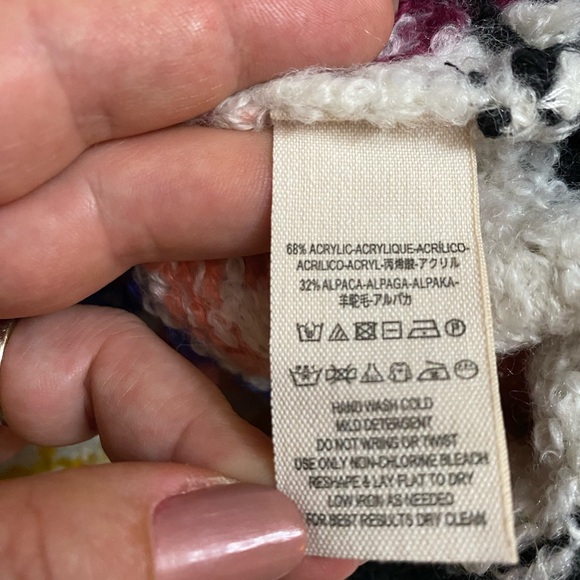 68% ACRYLIC-ACRYLIQUE-ACRÍLICO-
ACRILICO-ACRYL-丙烯酸-アクリル
32% ALPACA-ALPAGA-ALPAKA-
羊駝毛-アルパカ
HAND WASH COLD
MILD DETERGENT
DO NOT WRING OR TWIST
USE ONLY NON-CHLORINE BLEACH
RESHAPE & LAY FLAT TO DRY
LOW IRON AS NEEDED
FOR BEST RESULTS DRY CLEAN